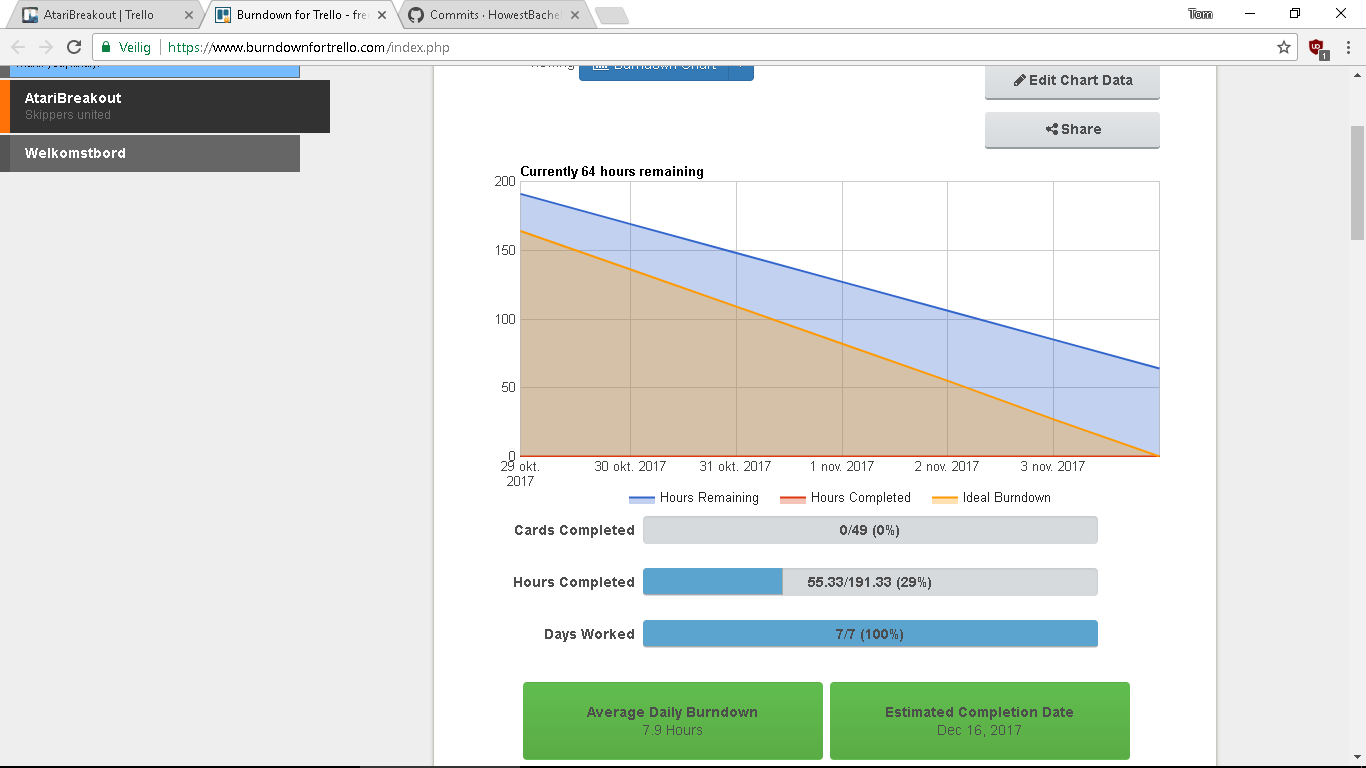 AtariBreakout | Trello
Burndown for Trello - fre
Commits · HowestBache
Tom
Veilig
https://www.burndownfortrello.com/index.php
1
AtariBreakout
Skippers united
Welkomstbord
Burndown Chart
Edit Chart Data
Share
Currently 64 hours remaining
200
150
100
50
0
29 okt.
2017
30 okt. 2017
31 okt. 2017
1 nov. 2017
2 nov. 2017
3 nov. 2017
Hours Remaining
Hours Completed
Ideal Burndown
Cards Completed
0/49 (0%)
Hours Completed
55.33/191.33 (29%)
Days Worked
7/7 (100%)
Average Daily Burndown
7.9 Hours
Estimated Completion Date
Dec 16, 2017